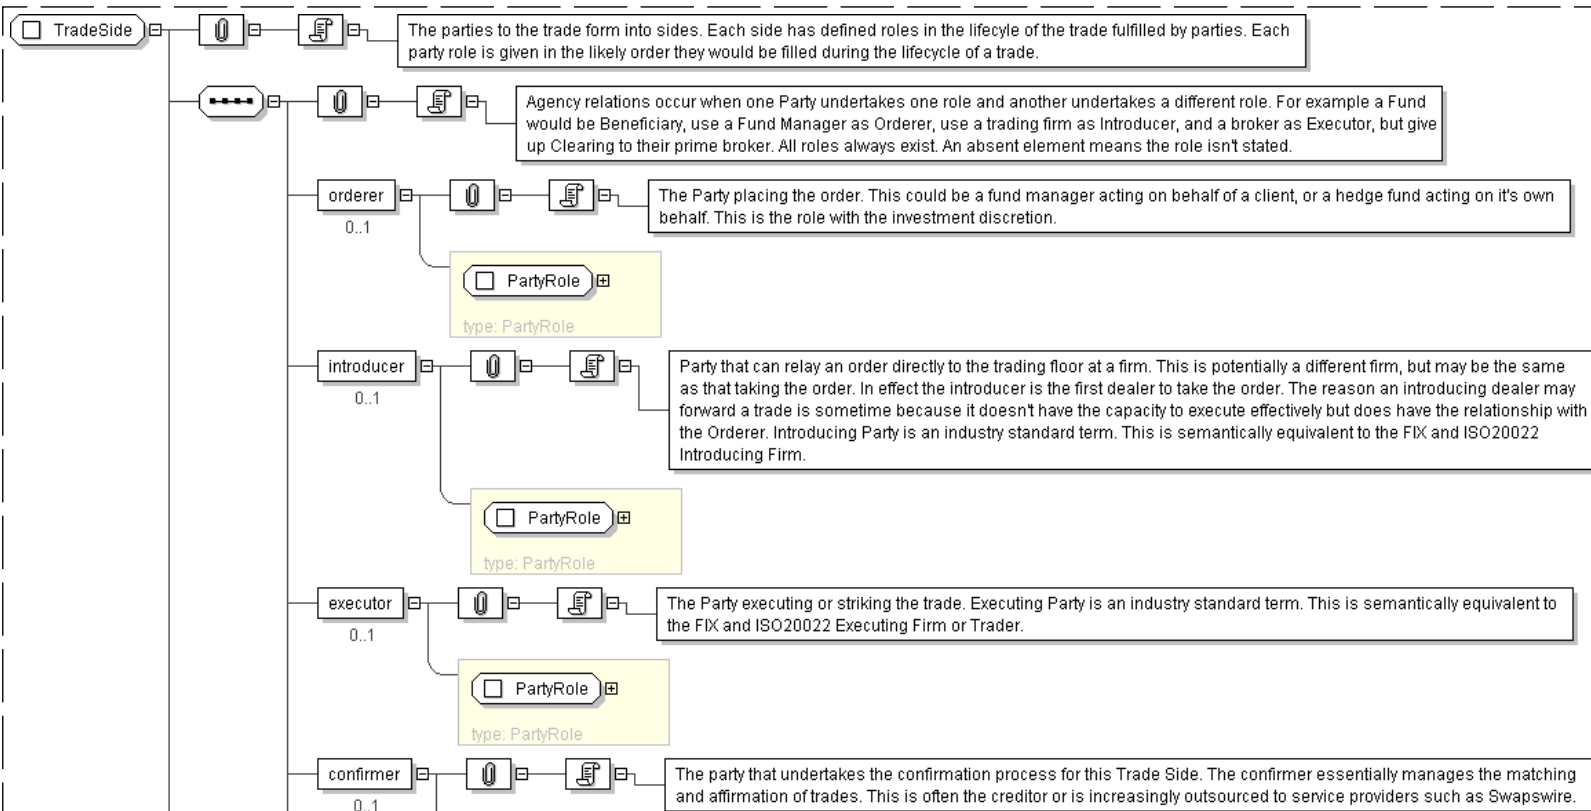 TradeSide
The parties to the trade form into sides. Each side has defined roles in the lifecyle of the trade fulfilled by parties. Each
party role is given in the likely order they would be filled during the lifecycle of a trade.
Agency relations occur when one Party undertakes one role and another undertakes a different role. For example a Fund
would be Beneficiary, use a Fund Manager as Orderer, use a trading firm as Introducer, and a broker as Executor, but give
up Clearing to their prime broker. All roles always exist. An absent element means the role isn't stated.
orderer
0..1
The Party placing the order. This could be a fund manager acting on behalf of a client, or a hedge fund acting on it's own
behalf. This is the role with the investment discretion.
PartyRole
type: PartyRole
introducer
0..1
Party that can relay an order directly to the trading floor at a firm. This is potentially a different firm, but may be the same
as that taking the order. In effect the introducer is the first dealer to take the order. The reason an introducing dealer may
forward a trade is sometime because it doesn't have the capacity to execute effectively but does have the relationship with
the Orderer. Introducing Party is an industry standard term. This is semantically equivalent to the FIX and ISO20022
Introducing Firm.
PartyRole
type: PartyRole
executor
0..1
The Party executing or striking the trade. Executing Party is an industry standard term. This is semantically equivalent to
the FIX and ISO20022 Executing Firm or Trader.
PartyRole
type: PartyRole
confirmer
0..1
The party that undertakes the confirmation process for this Trade Side. The confirmer essentially manages the matching
and affirmation of trades. This is often the creditor or is increasingly outsourced to service providers such as Swapswire.